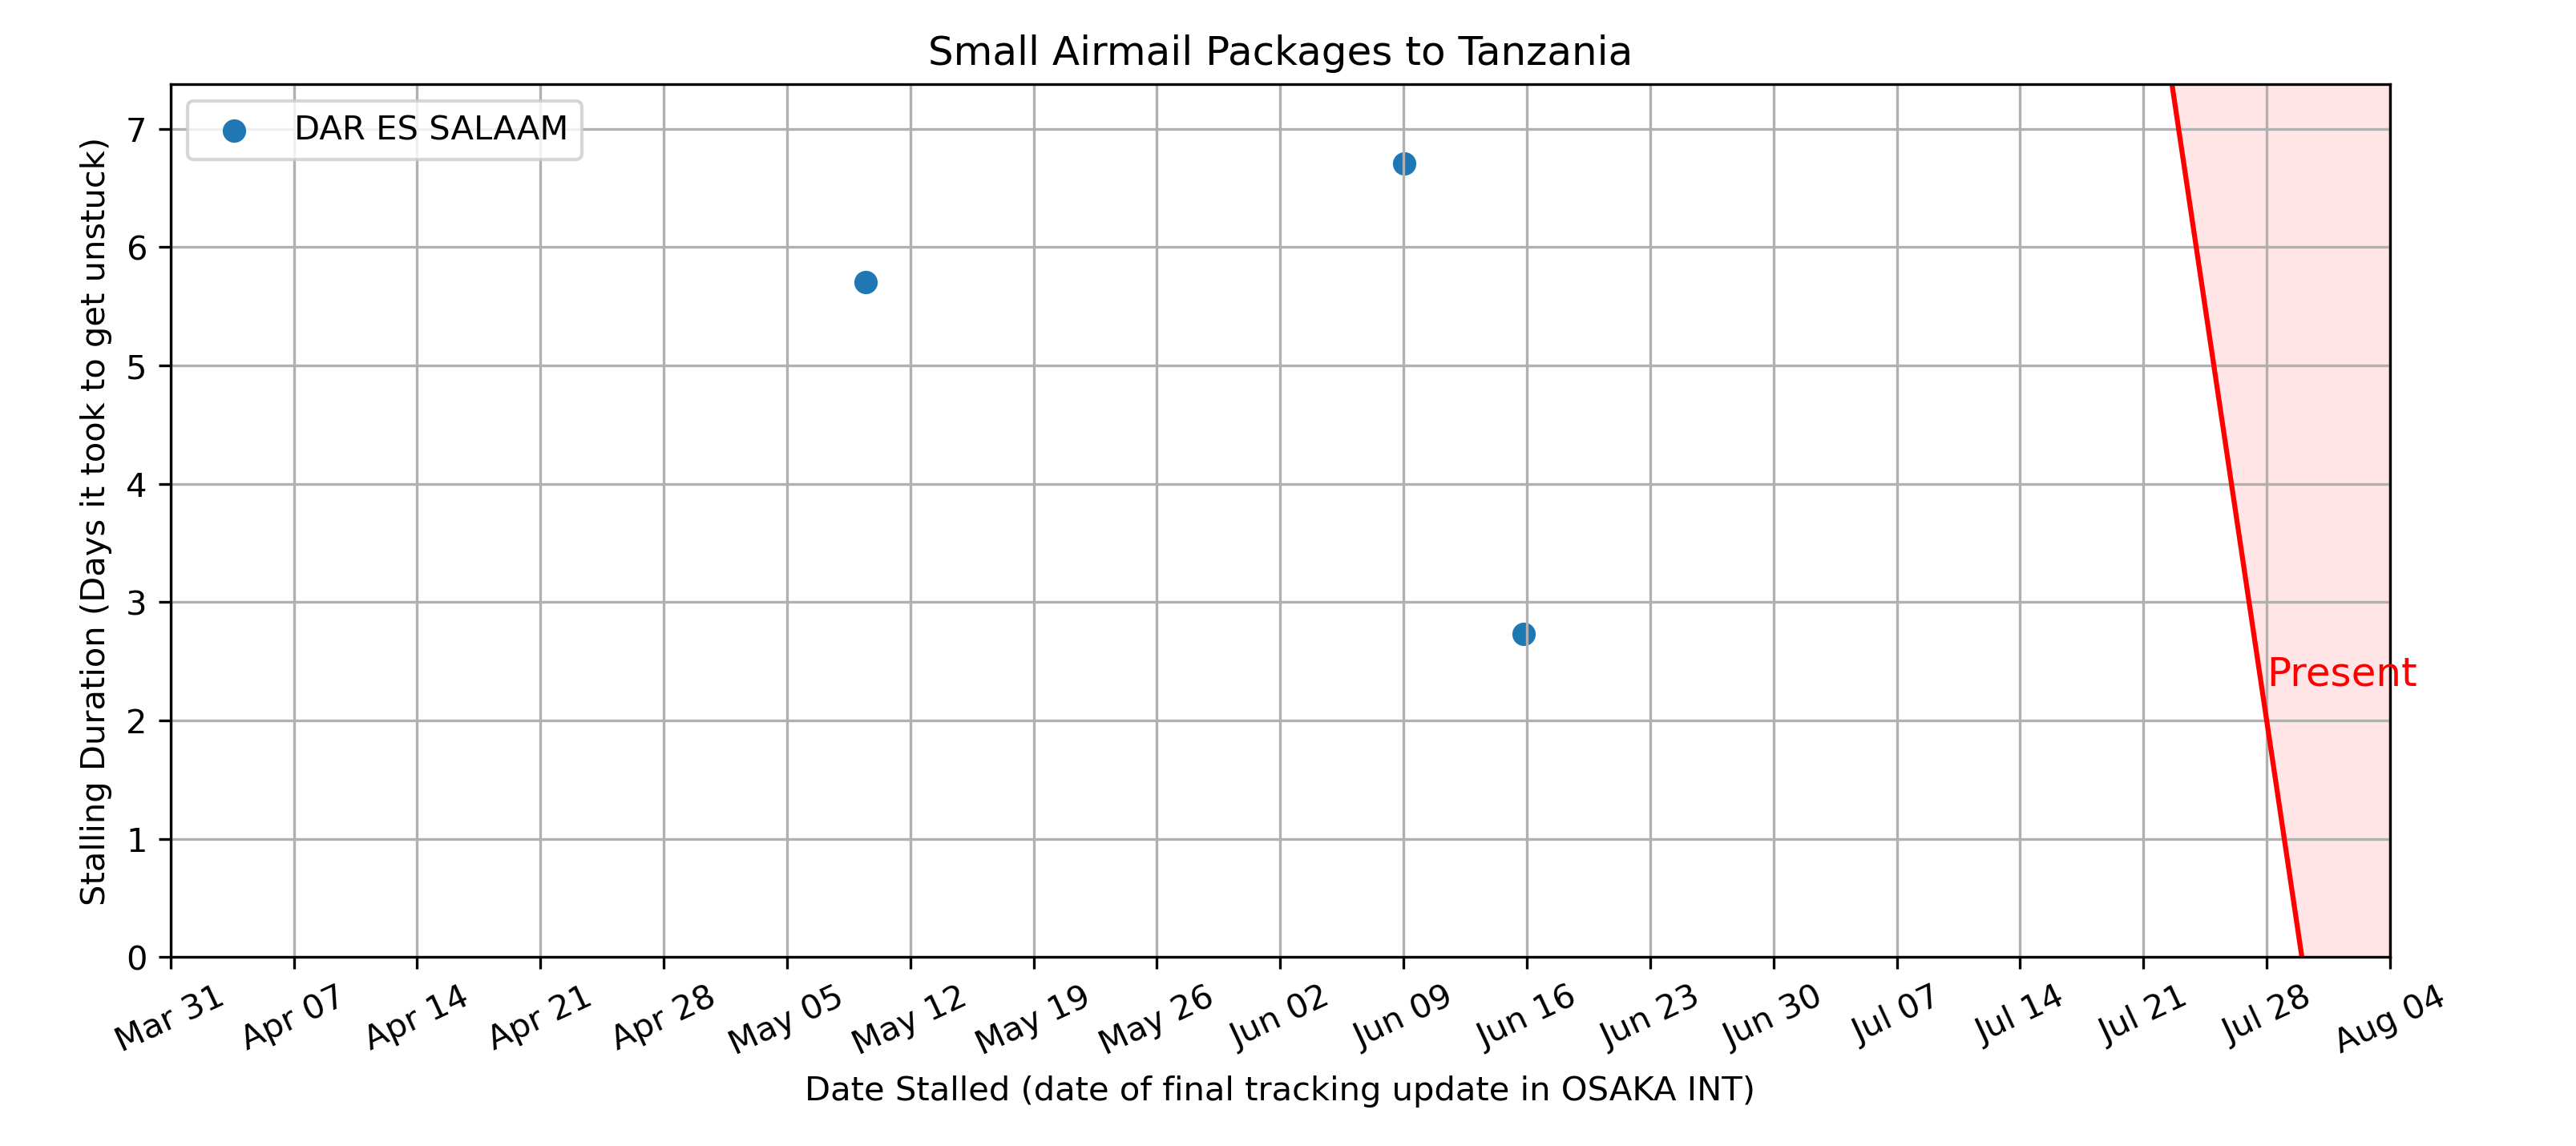 Small Airmail Packages to Tanzania
DAR ES SALAAM
Stalling Duration (Days it took to get unstuck)
7
6
5
4
3
2
1
0
Present
Mar 31
Apr 07
Apr 14
Apr 21
Apr 28
May 05
May 12
May 19
May 26
Jun 02
Jun 09
Jun 16
Jun 23
Jun 30
Jul 07
Jul 14
Jul 21
Jul 28
Aug 04
Date Stalled (date of final tracking update in OSAKA INT)